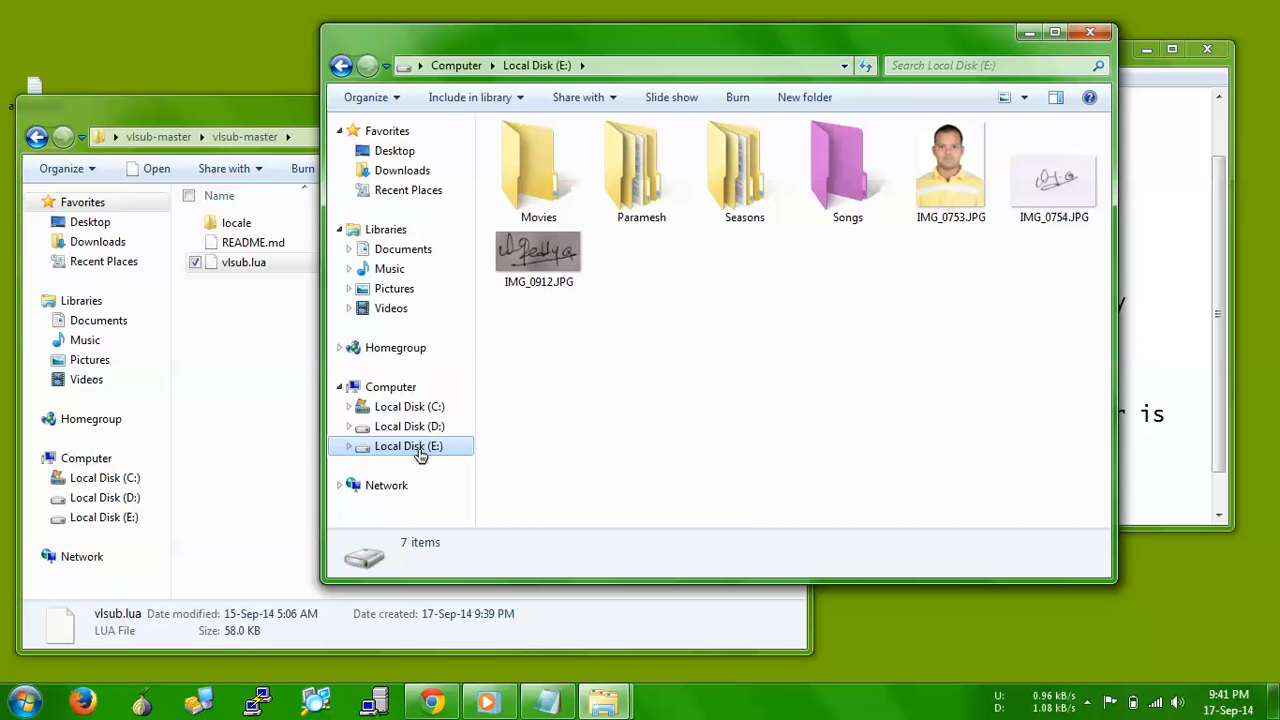 Computer Local Disk (E:)
Search Local Disk (E:)
Organize Include in library Share with Slide show Burn New folder
Favorites
Desktop
Downloads
Recent Places
Libraries
Documents
Music
Pictures
Videos
Homegroup
Computer
Local Disk (C:)
Local Disk (D:)
Local Disk (E:)
Network
Movies
Paramesh
Seasons
Songs
IMG_0753.JPG
IMG_0754.JPG
IMG_0912.JPG
7 items
vlsub-master vlsub-master
Organize Open Share with Burn
Favorites
Desktop
Downloads
Recent Places
Libraries
Documents
Music
Pictures
Videos
Homegroup
Computer
Local Disk (C:)
Local Disk (D:)
Local Disk (E:)
Network
Name
locale
README.md
vlsub.lua
vlsub.lua Date modified: 15-Sep-14 5:06 AM Date created: 17-Sep-14 9:39 PM
LUA File Size: 58.0 KB
is
U: 0.96 kB/s
D: 1.08 kB/s
9:41 PM
17-Sep-14